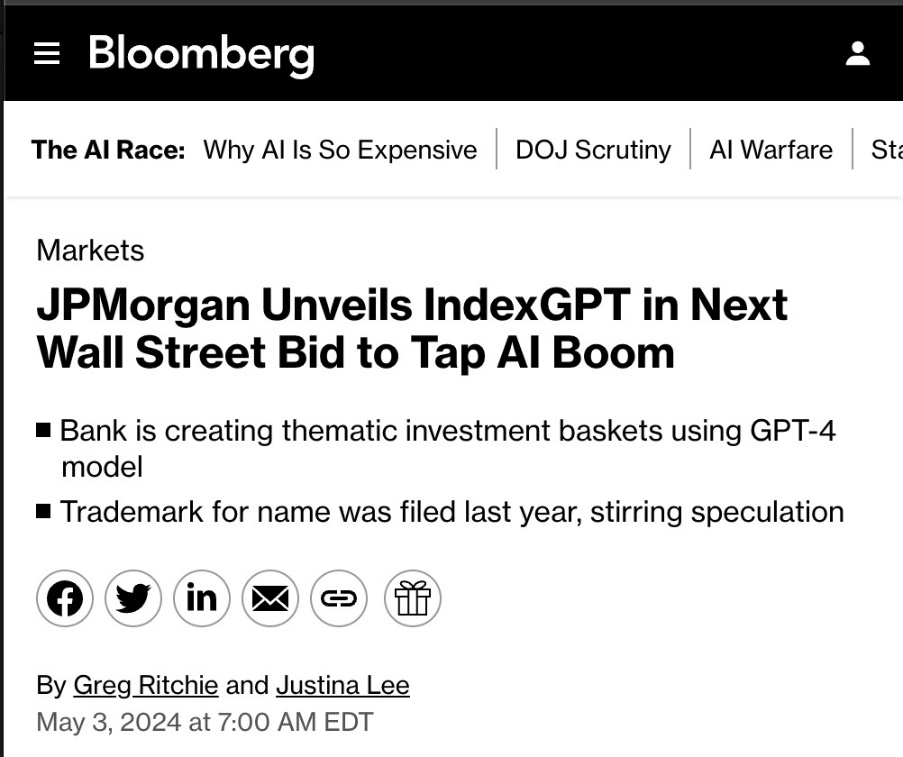 Bloomberg
The AI Race: Why AI Is So Expensive DOJ Scrutiny AI Warfare
Markets
JPMorgan Unveils IndexGPT in Next
Wall Street Bid to Tap AI Boom
Bank is creating thematic investment baskets using GPT-4
model
Trademark for name was filed last year, stirring speculation
in
By Greg Ritchie and Justina Lee
May 3, 2024 at 7:00 AM EDT